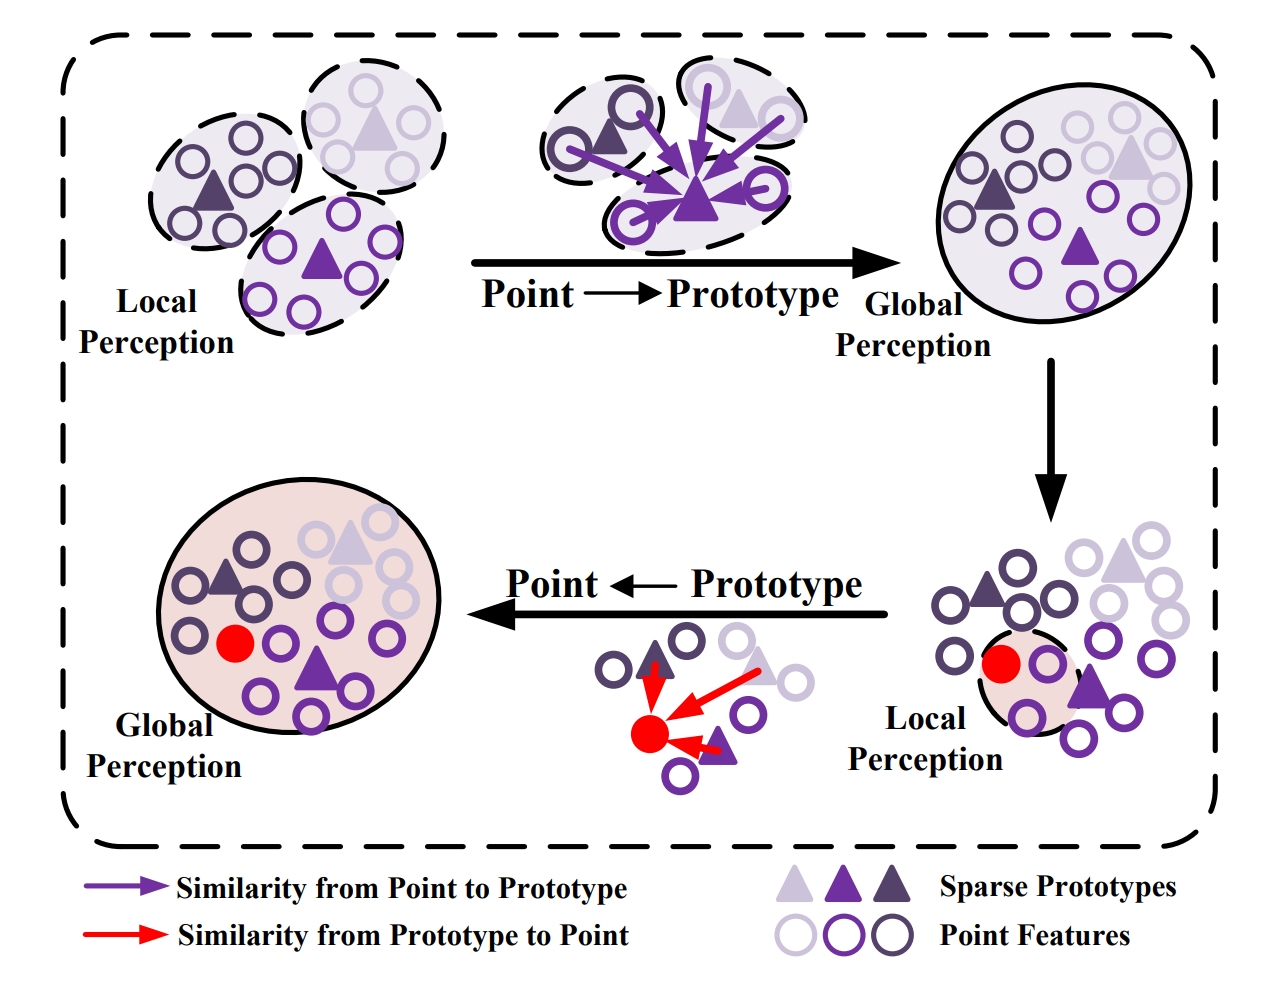 Local
Perception
Point → Prototype
Global
Perception
Point ← Prototype
Global
Perception
Local
Perception
Similarity from Point to Prototype
Similarity from Prototype to Point
Sparse Prototypes
Point Features